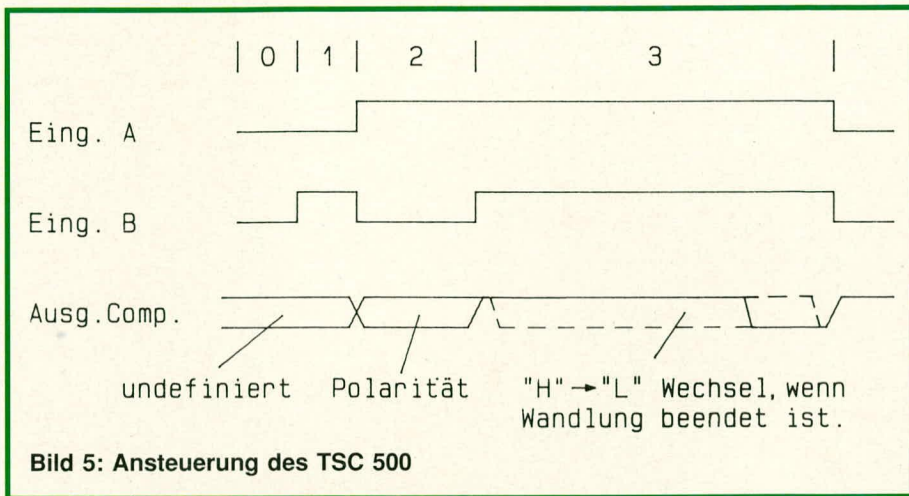 | 0 | 1 | 2 | 3 |
Eing. A
Eing. B
Ausg.Comp.
undefiniert Polarität "H"→"L" Wechsel, wenn
Wandlung beendet ist.
Bild 5: Ansteuerung des TSC 500